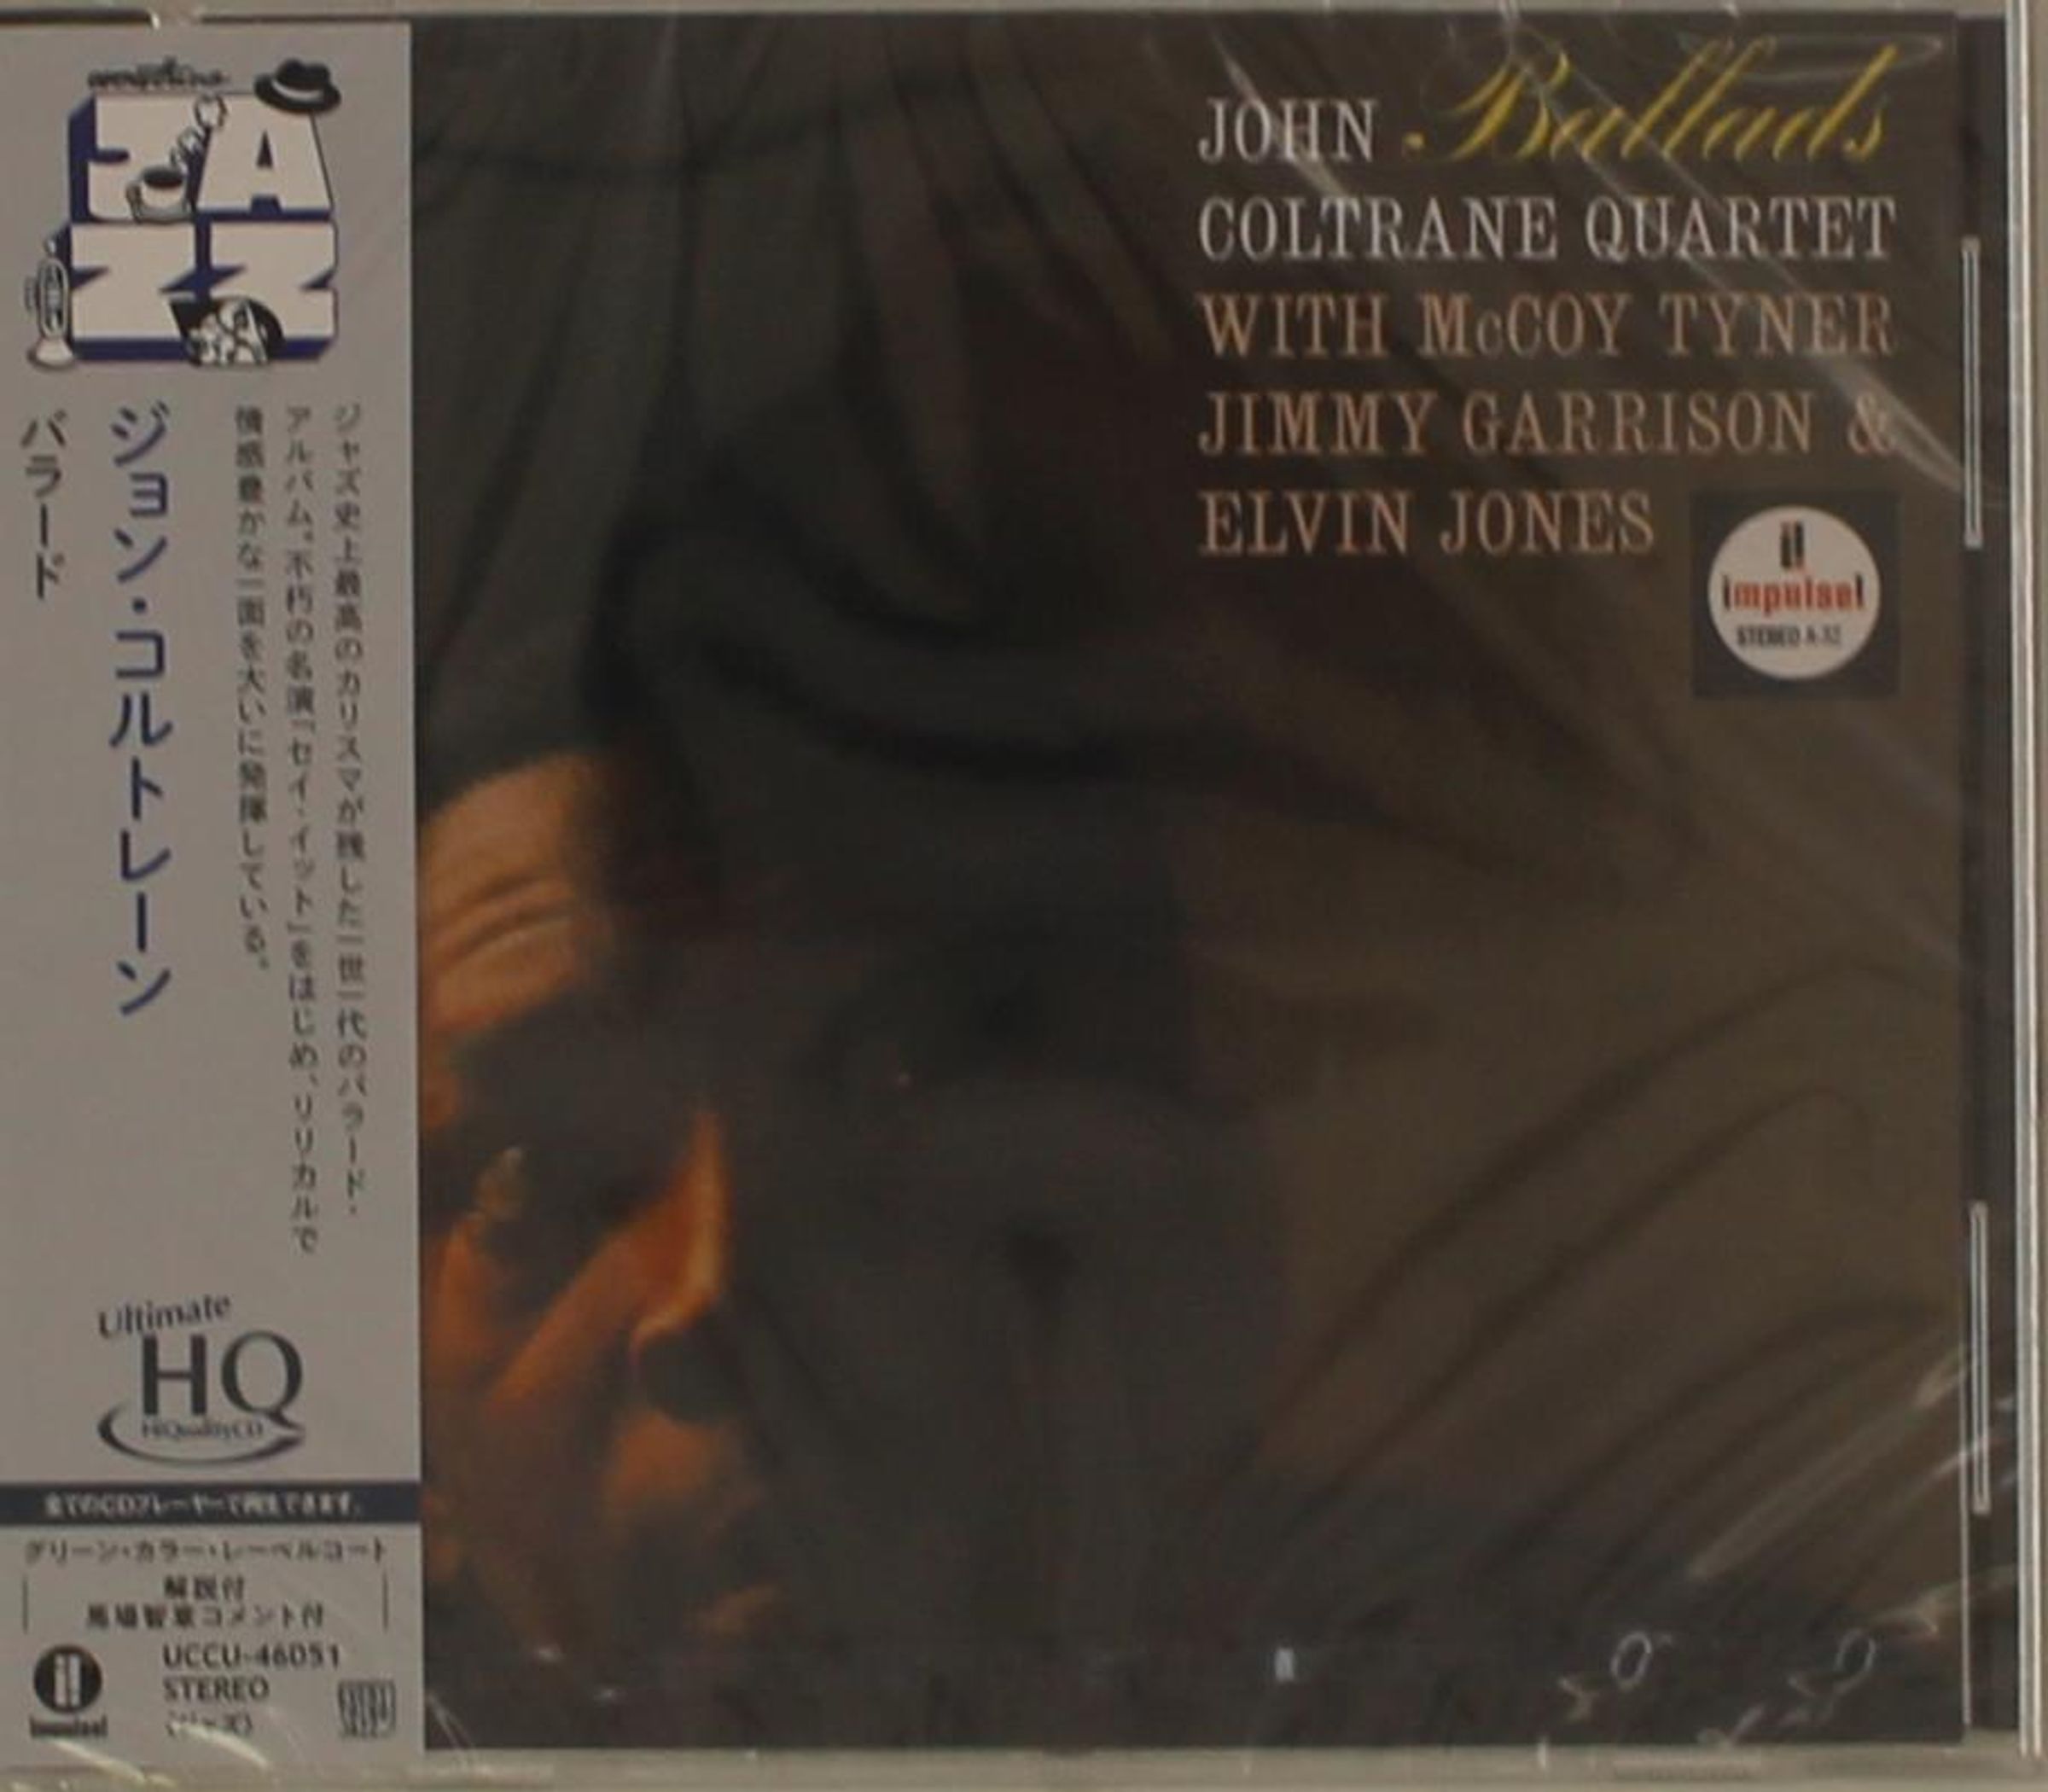 JAZZ
ジャズ史上最高のカリスマが残した一世一代のバラード・
アルバム。不朽の名演「セイ・イット」をはじめ、リリカルで
情感豊かな一面を大いに発揮している。
ジョン・コルトレーン
バラード
Ultimate
HQ
HiQualityCD
全てのCDプレーヤーで再生できます。
グリーン・カラー・レーベルコート
解説付
馬場智章コメント付
UCCU-46051
STEREO
impulse!
JOHN Ballads
COLTRANE QUARTET
WITH McCOY TYNER
JIMMY GARRISON &
ELVIN JONES
impulse!
STEREO A-32